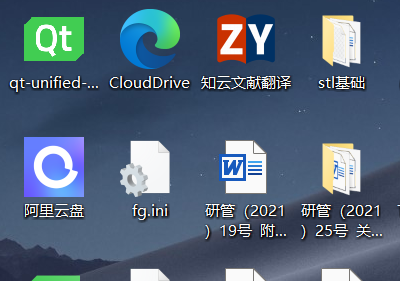 Qt
ZY
qt-unified-...
CloudDrive
知云文献翻译
stl基础
W
阿里云盘
fg.ini
研管（2021
）19号 附...
研管（2021
）25号 关...